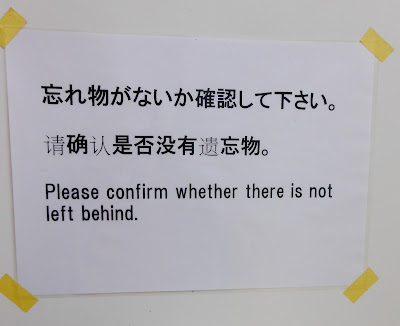 忘れ物がないか確認して下さい。
请确认是否没有遗忘物。
Please confirm whether there is not
left behind.